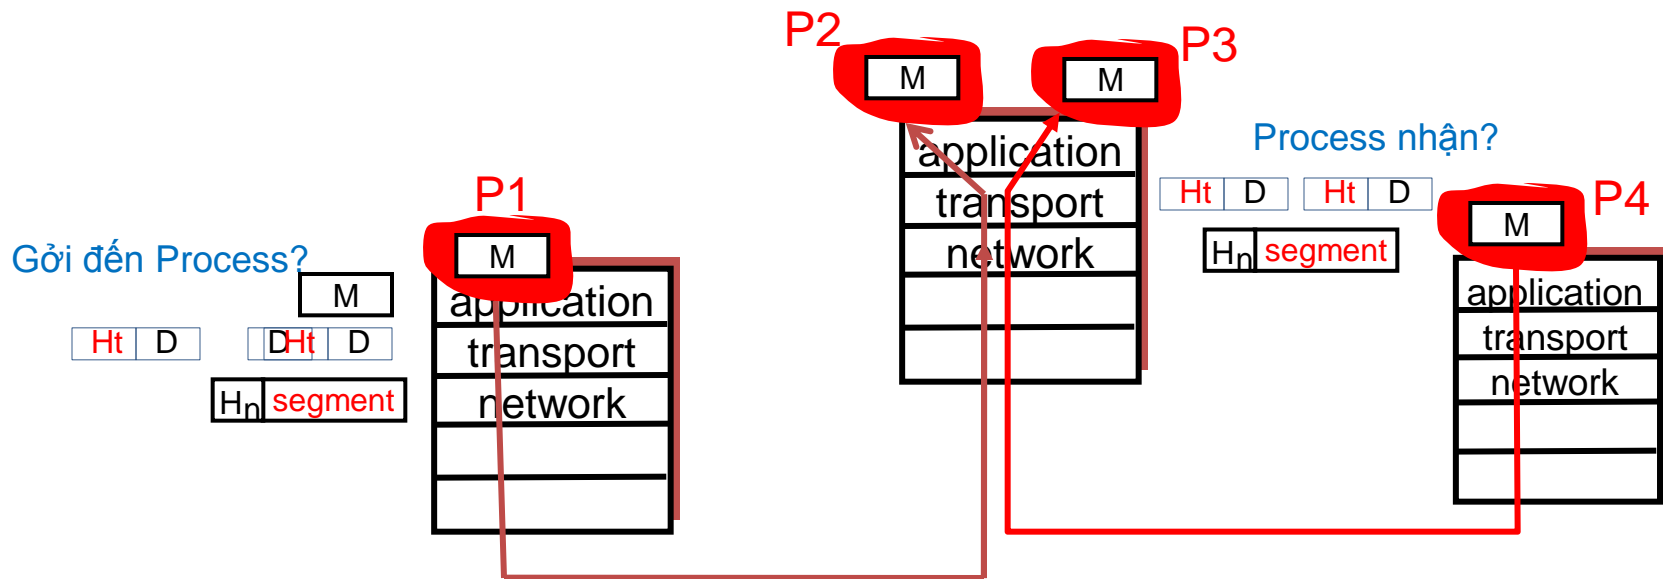 P2
M
M
P3
application
transport
network
Process nhận?
Ht D Ht D
Hn segment
M
P4
application
transport
network
P1
M
Gởi đến Process?
M
Ht D D Ht D
Hn segment
application
transport
network